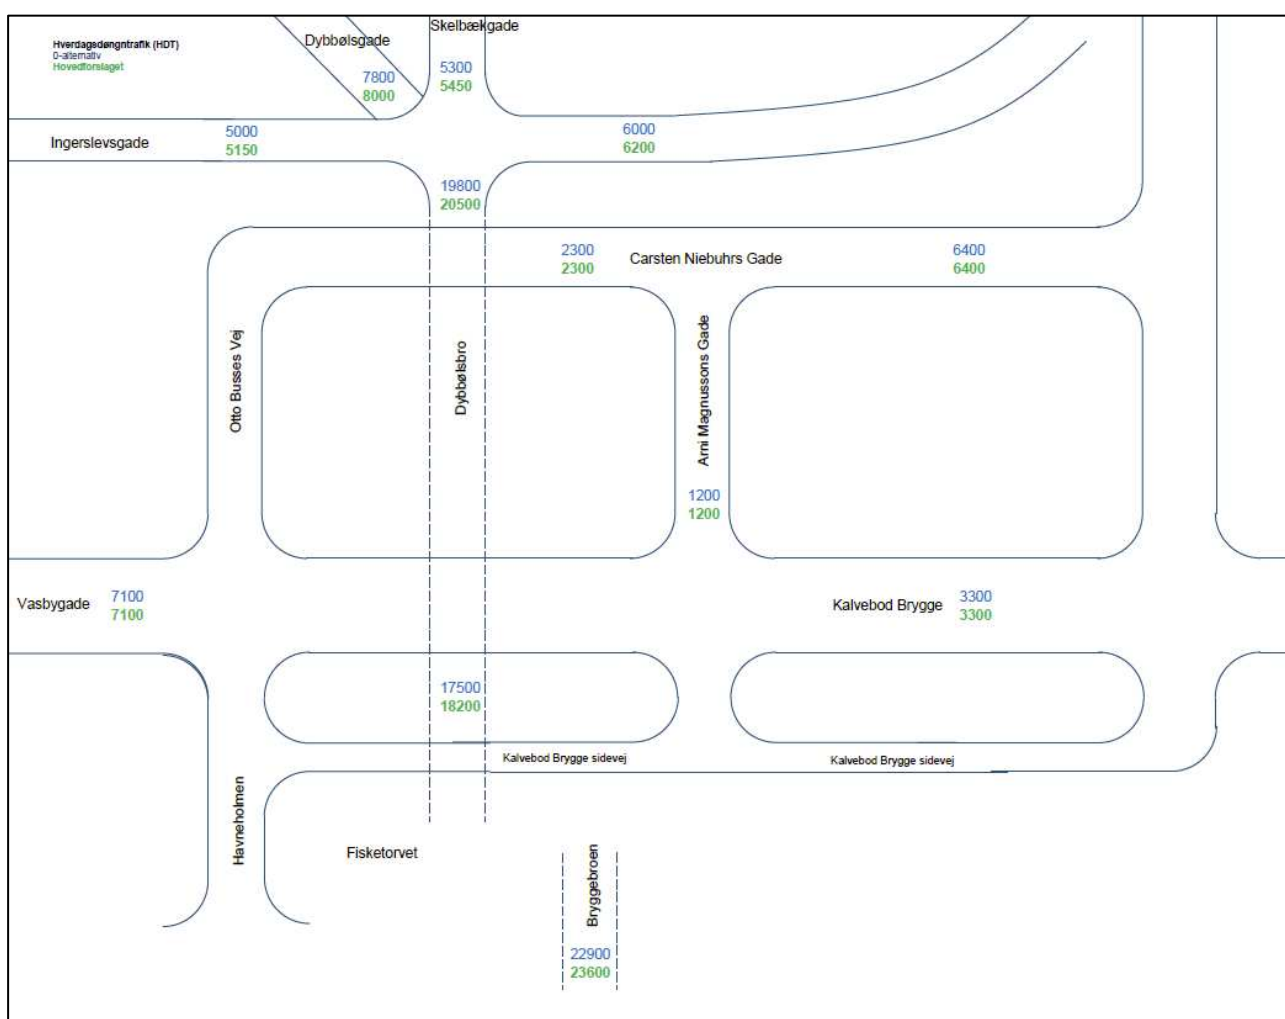 Skelbækgade
Hverdagsdøngntrafik (HDT)
0-alternativ
Hovedforslaget
Dybbølsgade
7800
8000
5300
5450
Ingerslevsgade
5000
5150
6000
6200
19800
20500
2300
2300
Carsten Niebuhrs Gade
6400
6400
Otto Busses Vej
Dybbølsbro
Arni Magnussons Gade
1200
1200
Vasbygade
7100
7100
Kalvebod Brygge
3300
3300
17500
18200
Kalvebod Brygge sidevej
Kalvebod Brygge sidevej
Havneholmen
Fisketorvet
Bryggebroen
22900
23600